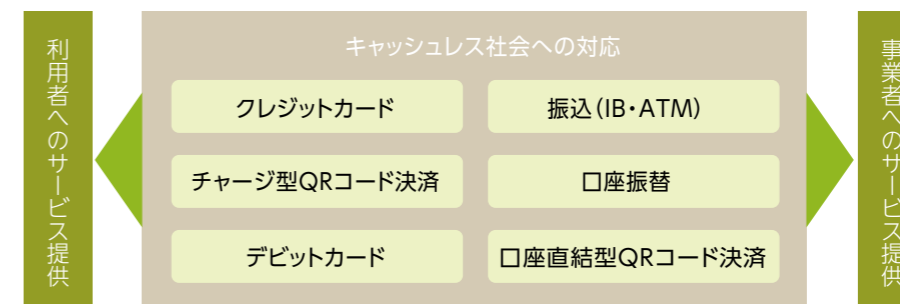 利用者へのサービス提供
キャッシュレス社会への対応
クレジットカード
振込(IB・ATM)
チャージ型QRコード決済
口座振替
デビットカード
口座直結型QRコード決済
事業者へのサービス提供